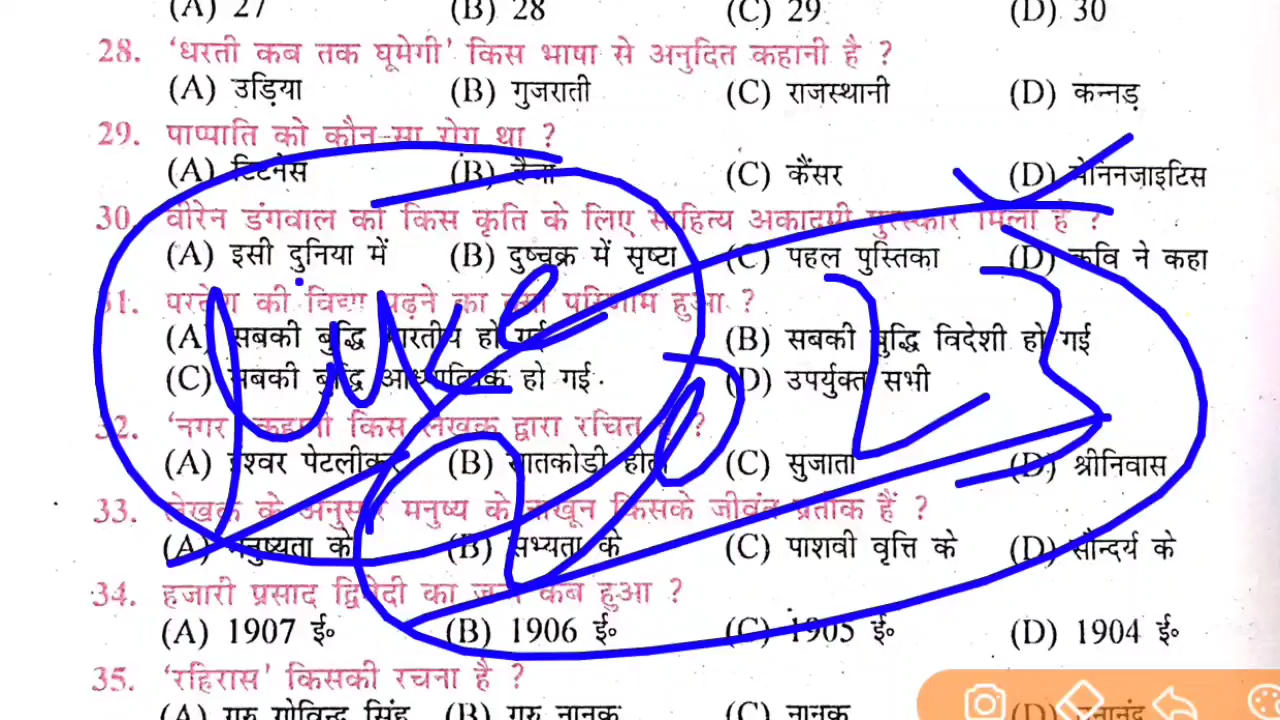 (A) 27 (B) 28 (C) 29 (D) 30
28. ‘धरती कब तक घूमेगी’ किस भाषा से अनुदित कहानी है ?
(A) उड़िया (B) गुजराती (C) राजस्थानी (D) कन्नड़
29. पाप्पाति को कौन-सा रोग था ?
(A) टिटनेस (B) हैजा (C) कैंसर (D) मेनिनजाइटिस
30. वीरेन डंगवाल को किस कृति के लिए साहित्य अकादमी पुरस्कार मिला है ?
(A) इसी दुनिया में (B) दुष्चक्र में सृष्टा (C) पहल पुस्तिका (D) कवि ने कहा
31. परदेश की विद्या पढ़ने का क्या परिणाम हुआ ?
(A) सबकी बुद्धि भारतीय हो गई (B) सबकी बुद्धि विदेशी हो गई
(C) सबकी बुद्धि आध्यात्मिक हो गई (D) उपर्युक्त सभी
32. ‘नगर’ कहानी किस लेखक द्वारा रचित है ?
(A) ईश्वर पेटलीकर (B) सातकोड़ी होता (C) सुजाता (D) श्रीनिवास
33. लेखक के अनुसार मनुष्य के नाखून किसके जीवंत प्रतीक हैं ?
(A) मनुष्यता के (B) सभ्यता के (C) पाशवी वृत्ति के (D) सौन्दर्य के
34. हजारी प्रसाद द्विवेदी का जन्म कब हुआ ?
(A) 1907 ई॰ (B) 1906 ई॰ (C) 1905 ई॰ (D) 1904 ई॰
35. ‘रहिरास’ किसकी रचना है ?
(A) गुरु गोविन्द सिंह (B) गुरु नानक (C) नानक (D)